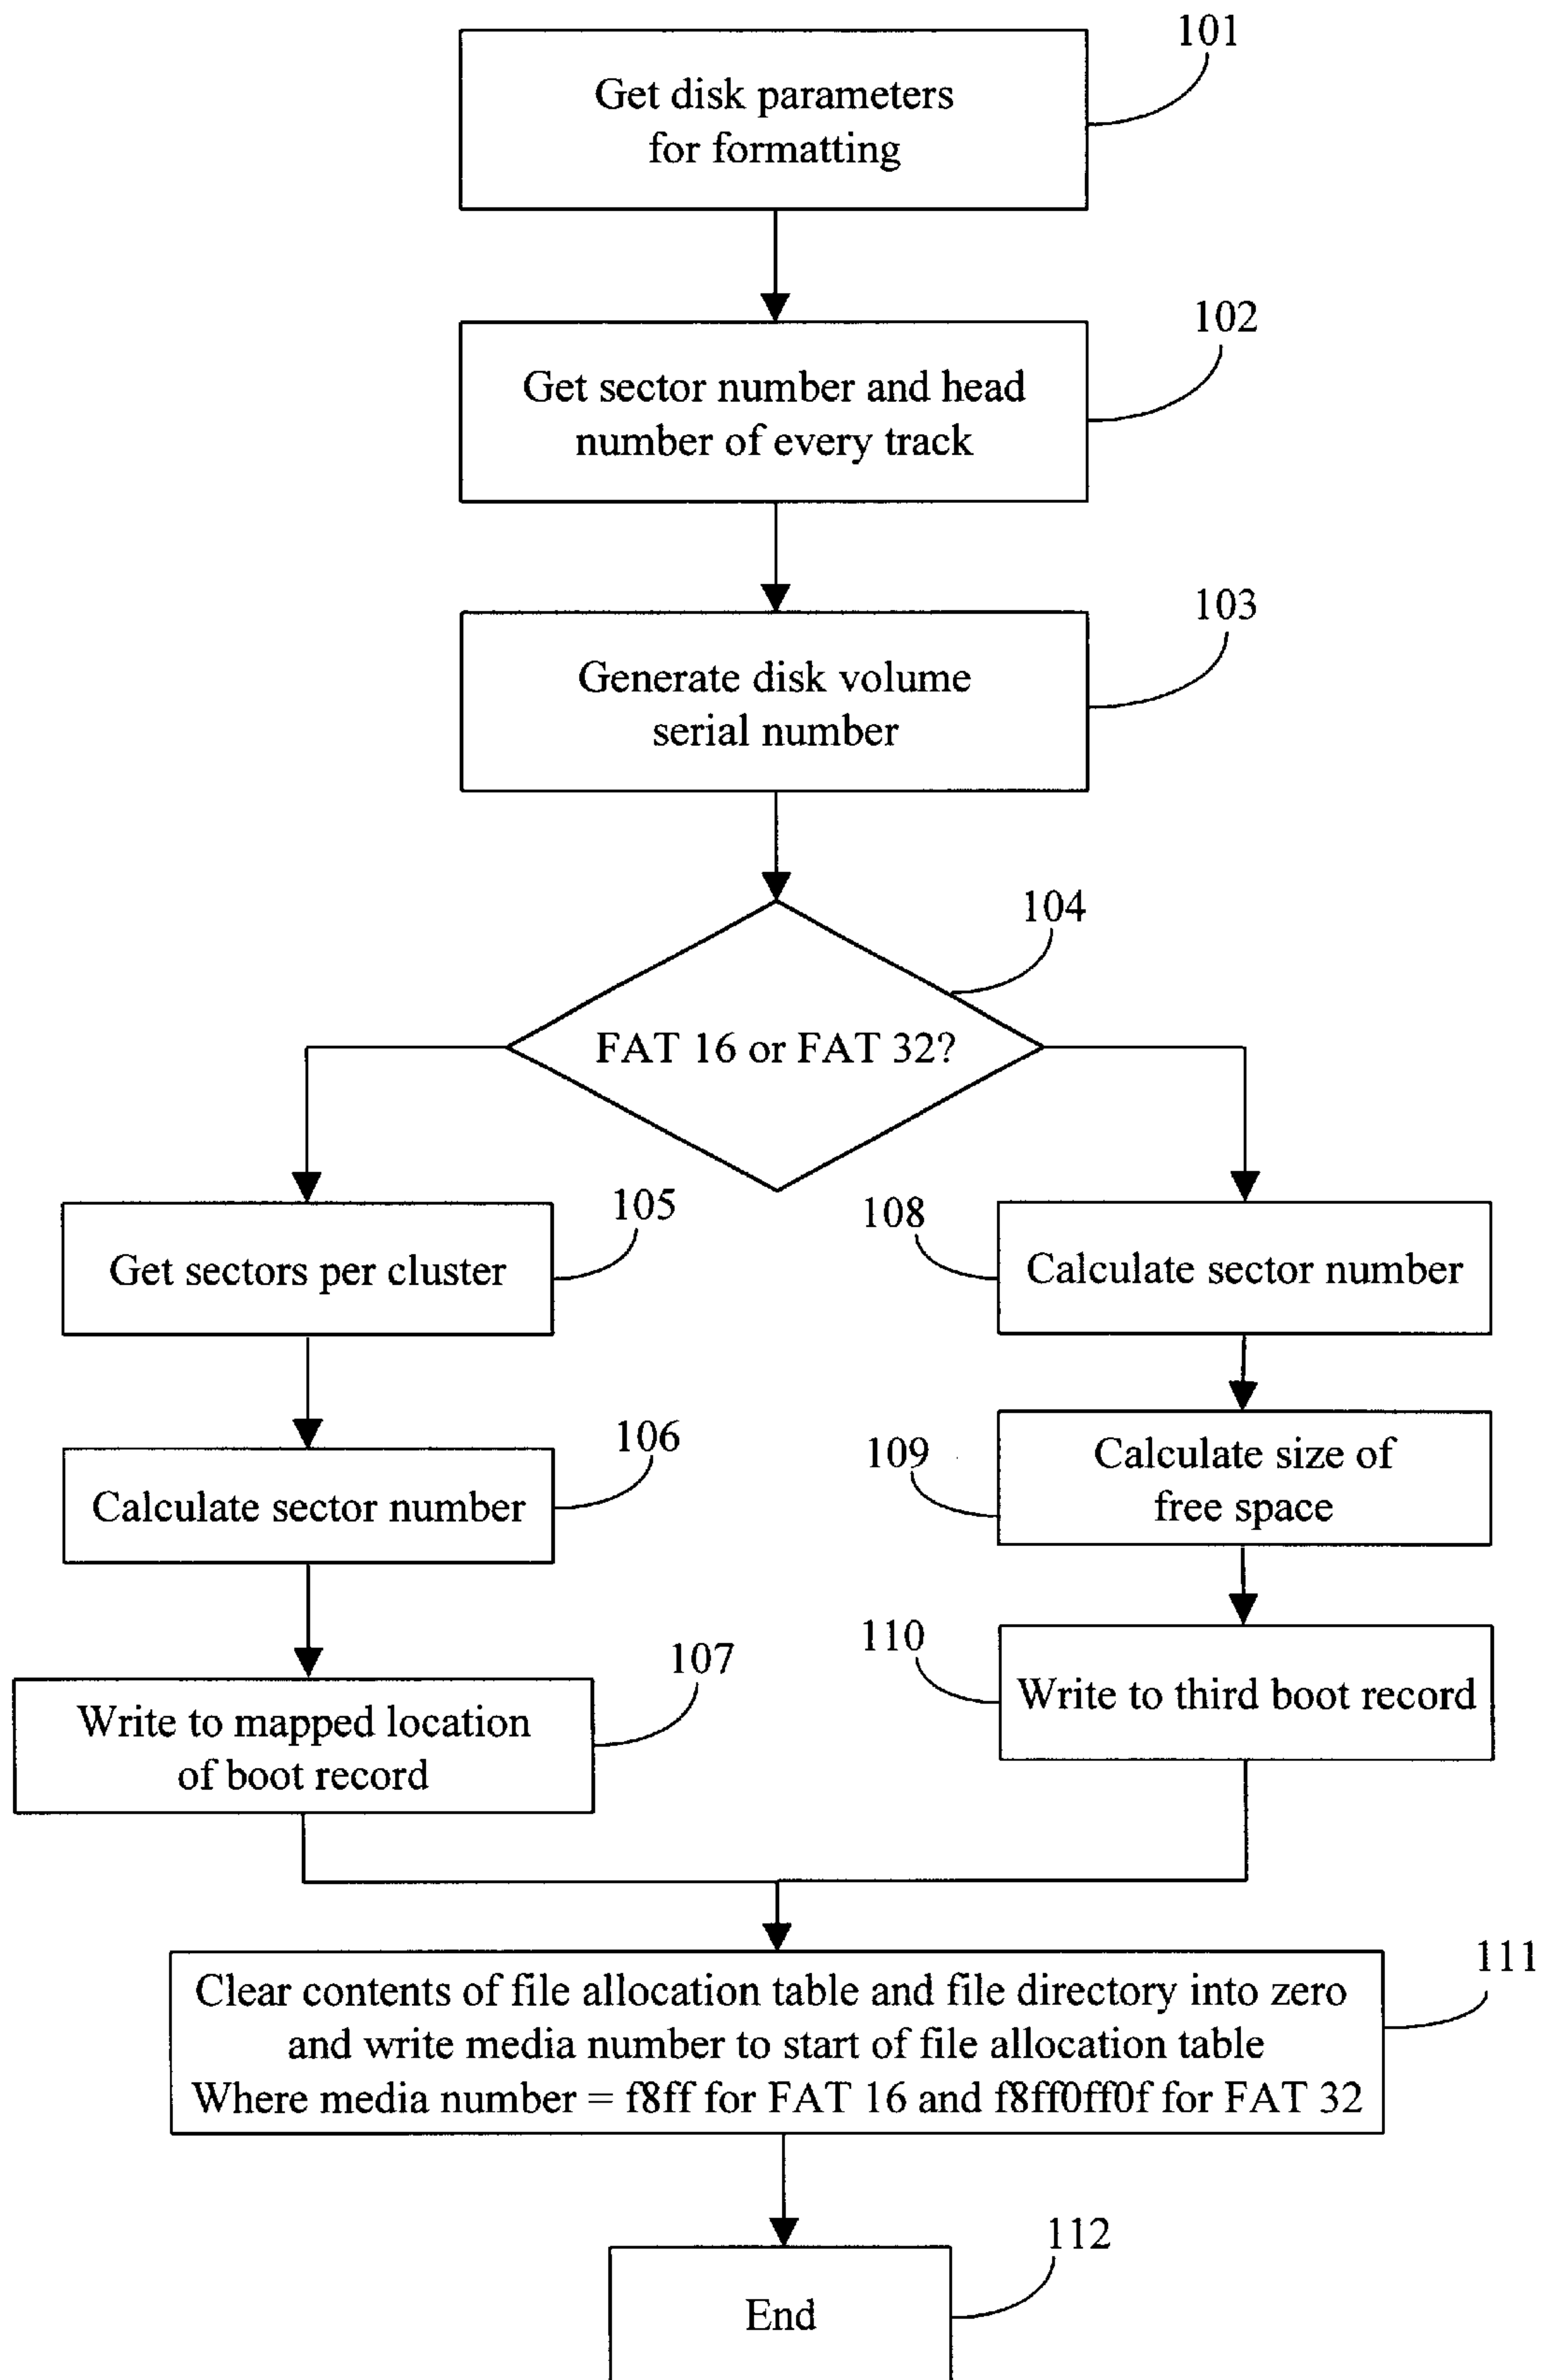 101
Get disk parameters
for formatting
102
Get sector number and head
number of every track
103
Generate disk volume
serial number
104
FAT 16 or FAT 32?
105
Get sectors per cluster
106
Calculate sector number
107
Write to mapped location
of boot record
108
Calculate sector number
109
Calculate size of
free space
110
Write to third boot record
111
Clear contents of file allocation table and file directory into zero
and write media number to start of file allocation table
Where media number = f8ff for FAT 16 and f8ff0ff0f for FAT 32
112
End